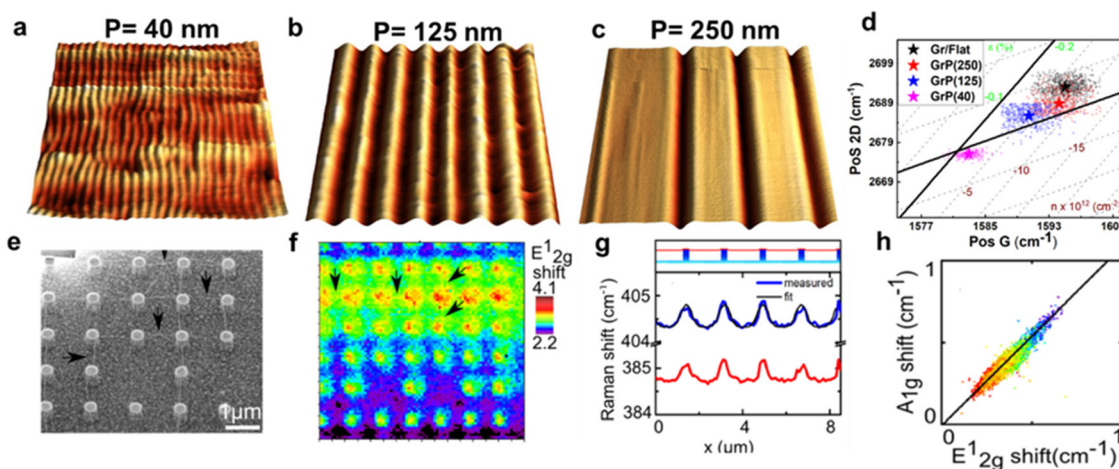 a
P= 40 nm
b
P= 125 nm
c
P= 250 nm
d
2699
2689
2679
2669
PoS 2D (cm-1)
Gr/Flat
GrP(250)
GrP(125)
GrP(40)
ε (%)
-0.2
-0.1
-15
-10
-5
n x 10¹² (cm-2)
1577
1585
1593
160
Pos G (cm-1)
e
1µm
f
E¹2g
shift
4.1
2.2
g
measured
fit
405
404
385
384
Raman shift (cm-1)
0
4
8
x (um)
h
1
0
A1g shift (cm-1)
0
1
E¹2g shift(cm-1)